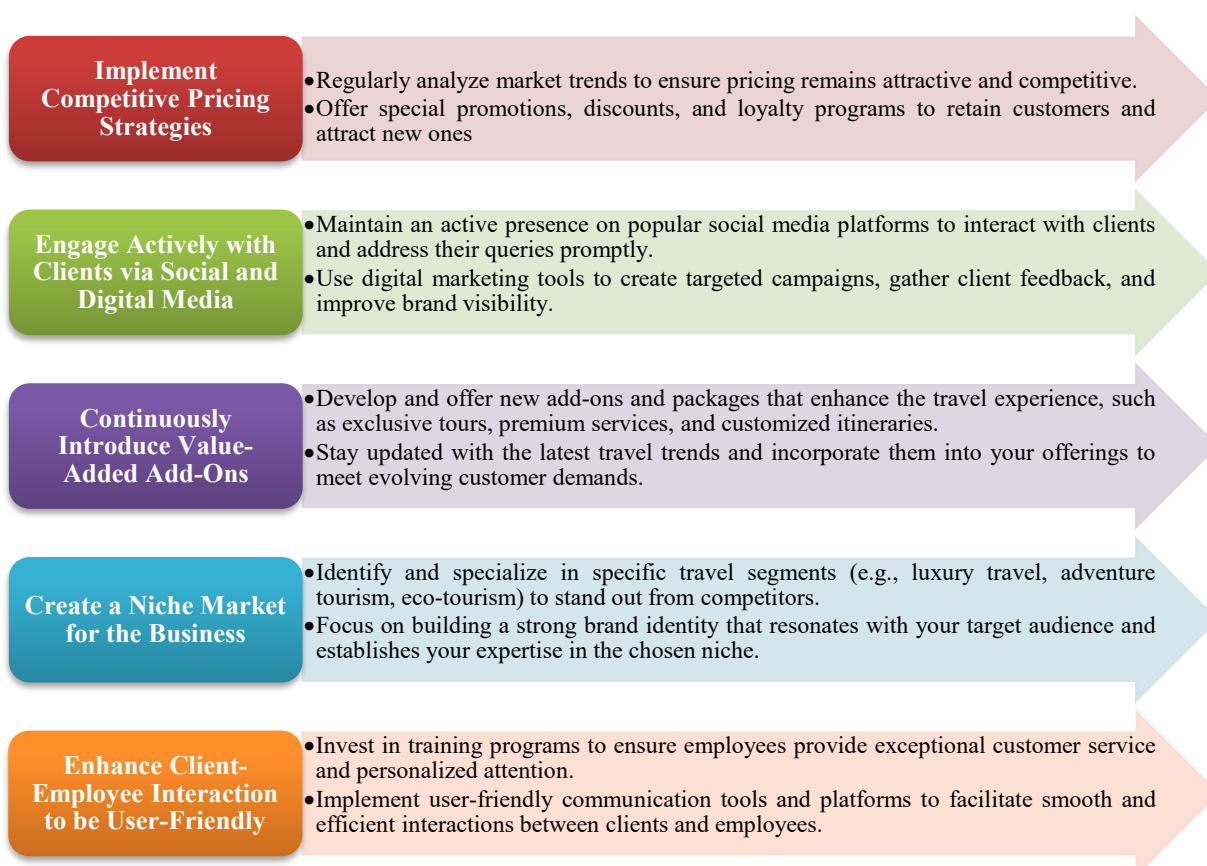 Implement
Competitive Pricing
Strategies
•Regularly analyze market trends to ensure pricing remains attractive and competitive.
•Offer special promotions, discounts, and loyalty programs to retain customers and
attract new ones
Engage Actively with
Clients via Social and
Digital Media
•Maintain an active presence on popular social media platforms to interact with clients
and address their queries promptly.
•Use digital marketing tools to create targeted campaigns, gather client feedback, and
improve brand visibility.
Continuously
Introduce Value-
Added Add-Ons
•Develop and offer new add-ons and packages that enhance the travel experience, such
as exclusive tours, premium services, and customized itineraries.
•Stay updated with the latest travel trends and incorporate them into your offerings to
meet evolving customer demands.
Create a Niche Market
for the Business
•Identify and specialize in specific travel segments (e.g., luxury travel, adventure
tourism, eco-tourism) to stand out from competitors.
•Focus on building a strong brand identity that resonates with your target audience and
establishes your expertise in the chosen niche.
Enhance Client-
Employee Interaction
to be User-Friendly
•Invest in training programs to ensure employees provide exceptional customer service
and personalized attention.
•Implement user-friendly communication tools and platforms to facilitate smooth and
efficient interactions between clients and employees.